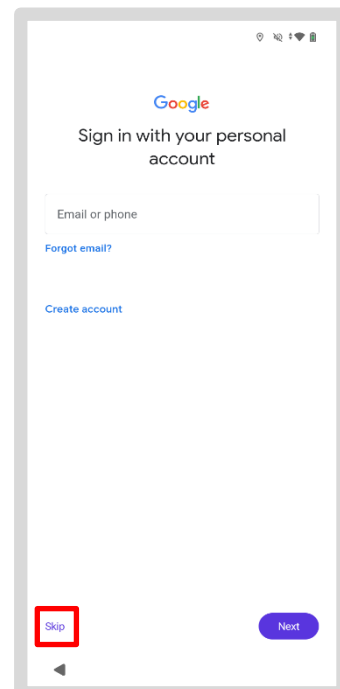 Google
Sign in with your personal
account
Email or phone
Forgot email?
Create account
Skip
Next